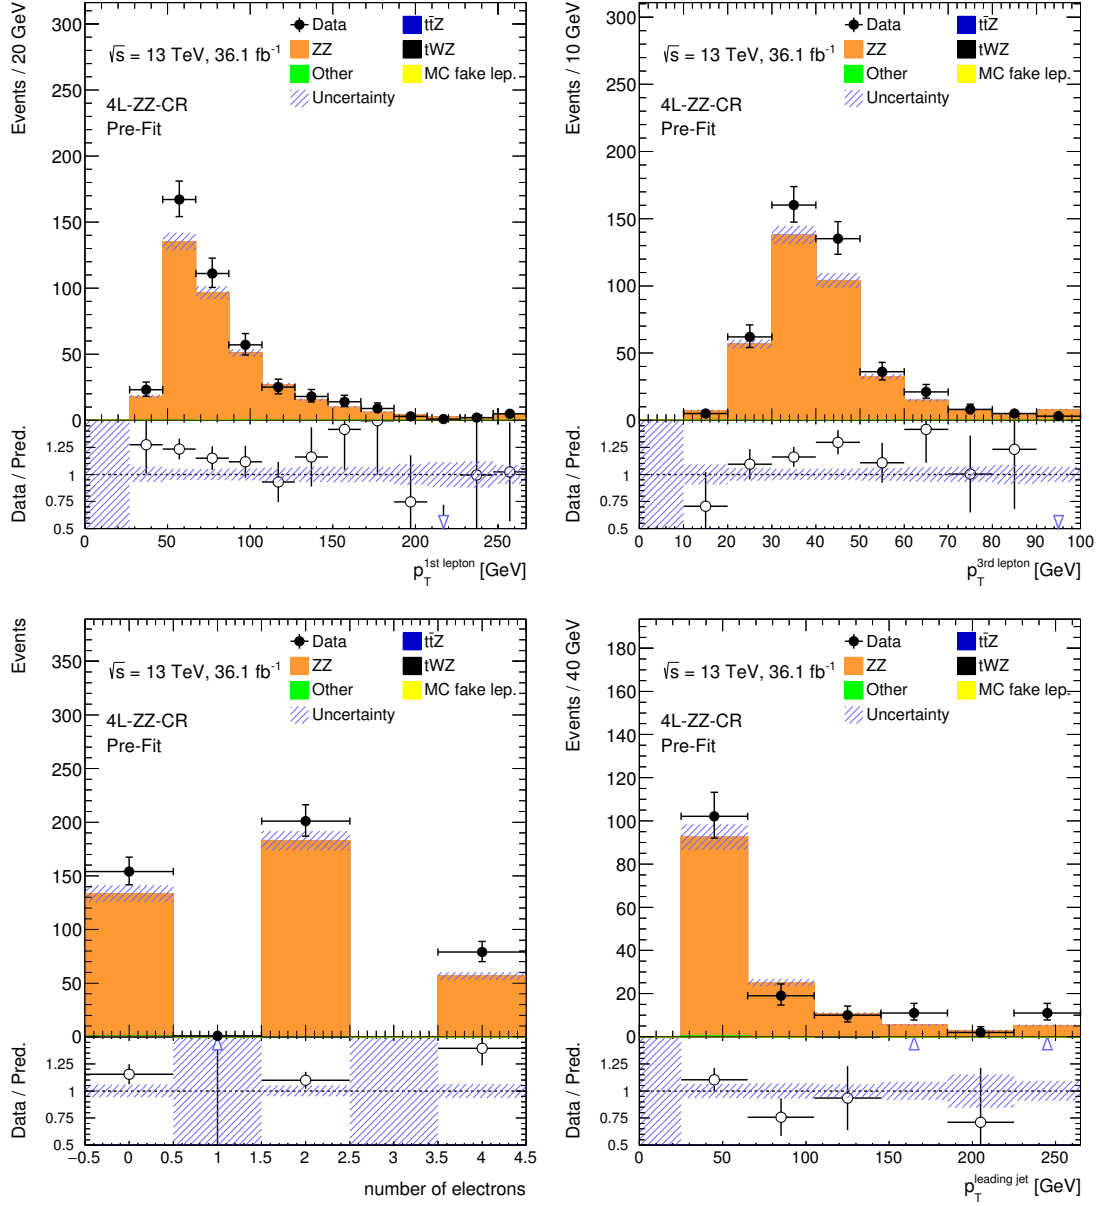 Events / 20 GeV
300
250
200
150
100
50
0
√s = 13 TeV, 36.1 fb⁻¹
4L-ZZ-CR
Pre-Fit
Data
ZZ
Other
Uncertainty
tt̄Z
tWZ
MC fake lep.
Data / Pred.
1.25
1
0.75
0.5
0 50 100 150 200 250
p_T^{1st lepton} [GeV]
Events / 10 GeV
300
250
200
150
100
50
0
√s = 13 TeV, 36.1 fb⁻¹
4L-ZZ-CR
Pre-Fit
Data
ZZ
Other
Uncertainty
tt̄Z
tWZ
MC fake lep.
Data / Pred.
1.25
1
0.75
0.5
0 10 20 30 40 50 60 70 80 90 100
p_T^{3rd lepton} [GeV]
Events
350
300
250
200
150
100
50
0
√s = 13 TeV, 36.1 fb⁻¹
4L-ZZ-CR
Pre-Fit
Data
ZZ
Other
Uncertainty
tt̄Z
tWZ
MC fake lep.
Data / Pred.
1.25
1
0.75
0.5
−0.5 0 0.5 1 1.5 2 2.5 3 3.5 4 4.5
number of electrons
Events / 40 GeV
180
160
140
120
100
80
60
40
20
0
√s = 13 TeV, 36.1 fb⁻¹
4L-ZZ-CR
Pre-Fit
Data
ZZ
Other
Uncertainty
tt̄Z
tWZ
MC fake lep.
Data / Pred.
1.25
1
0.75
0.5
0 50 100 150 200 250
p_T^{leading jet} [GeV]